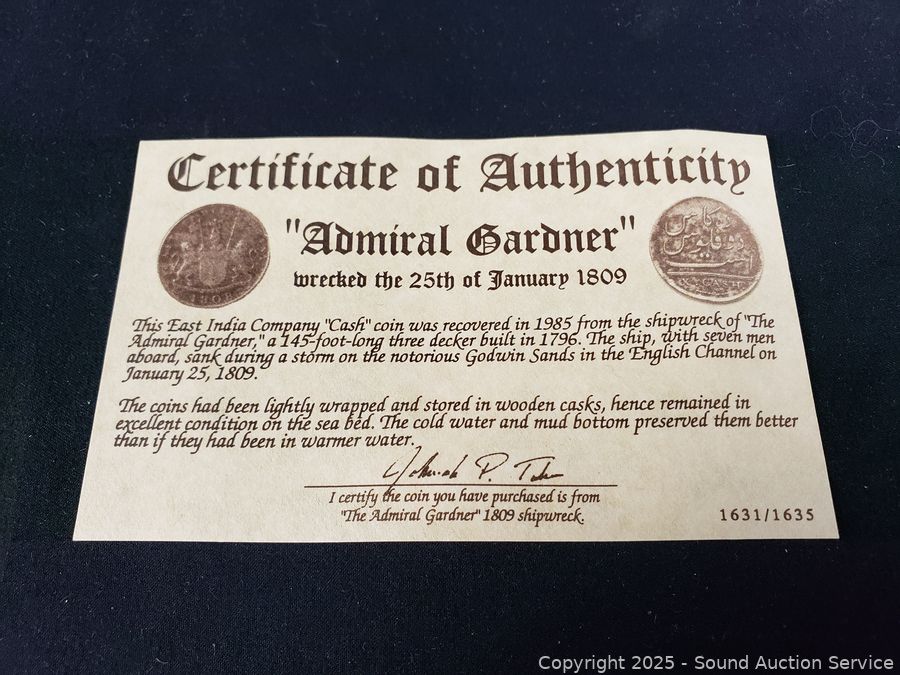 Certificate of Authenticity
"Admiral Gardner"
wrecked the 25th of January 1809
1808
CASH
This East India Company "Cash" coin was recovered in 1985 from the shipwreck of "The
Admiral Gardner," a 145-foot-long three decker built in 1796. The ship, with seven men
aboard, sank during a storm on the notorious Godwin Sands in the English Channel on
January 25, 1809.
The coins had been lightly wrapped and stored in wooden casks, hence remained in
excellent condition on the sea bed. The cold water and mud bottom preserved them better
than if they had been in warmer water.
I certify the coin you have purchased is from
"The Admiral Gardner" 1809 shipwreck.
1631/1635
Copyright 2025 - Sound Auction Service